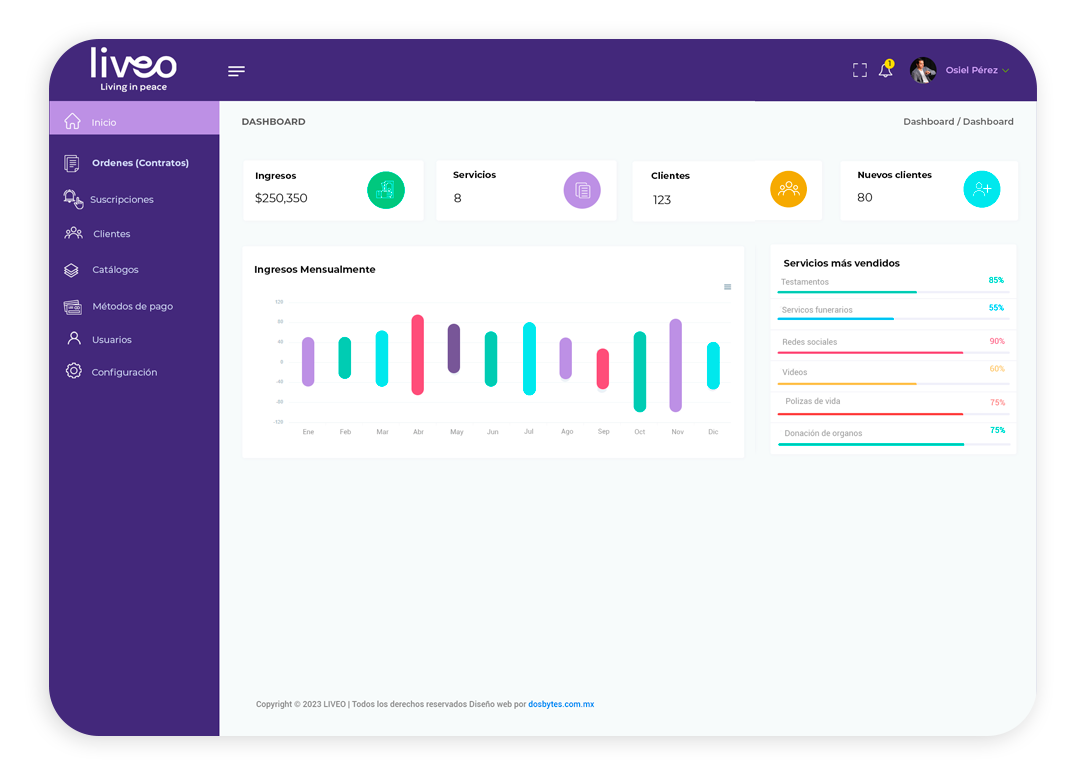 liveo
Living in peace
1
Osiel Pérez
Inicio
Ordenes (Contratos)
Suscripciones
Clientes
Catálogos
Métodos de pago
Usuarios
Configuración
DASHBOARD
Dashboard / Dashboard
Ingresos
$250,350
Servicios
8
Clientes
123
Nuevos clientes
80
Ingresos Mensualmente
120
80
40
0
-40
-80
-120
Ene Feb Mar Abr May Jun Jul Ago Sep Oct Nov Dic
Servicios más vendidos
Testamentos 85%
Servicos funerarios 55%
Redes sociales 90%
Videos 60%
Polizas de vida 75%
Donación de organos 75%
Copyright © 2023 LIVEO | Todos los derechos reservados Diseño web por dosbytes.com.mx